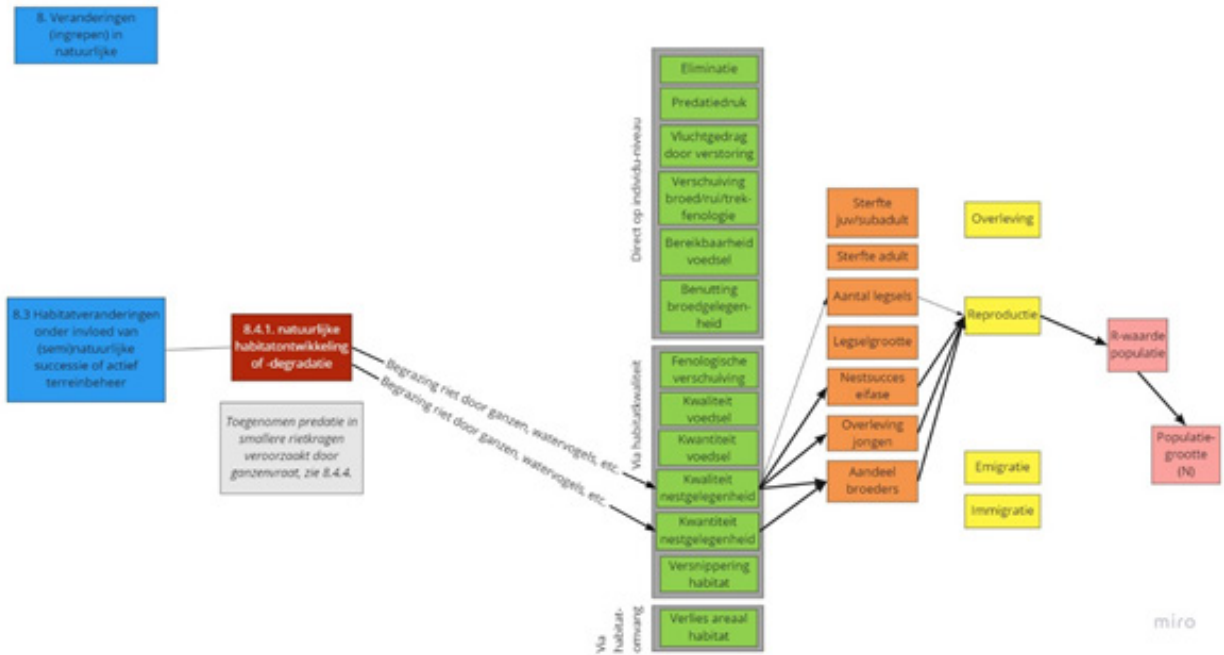 8. Veranderingen
(ingrepen) in
natuurlijke
8.3 Habitatveranderingen
onder invloed van
(semi)natuurlijke
successie of actief
terreinbeheer
8.4.1. natuurlijke
habitatontwikkeling
of -degradatie
Toegenomen predatie in
smallere rietkragen
veroorzaakt door
ganzenvraat, zie 8.4.4.
Begrazing riet door ganzen, watervogels, etc.
Begrazing riet door ganzen, watervogels, etc.
Direct op individu-niveau
Eliminatie
Predatiedruk
Vluchtgedrag
door verstoring
Verschuiving
broed/rui/trek-
fenologie
Bereikbaarheid
voedsel
Benutting
broedgelegen-
heid
Via habitatkwaliteit
Fenologische
verschuiving
Kwaliteit
voedsel
Kwantiteit
voedsel
Kwaliteit
nestgelegenheid
Kwantiteit
nestgelegenheid
Versnippering
habitat
Via
habitat-
omvang
Verlies areaal
habitat
Sterfte
juv/subadult
Sterfte adult
Aantal legsels
Legselgrootte
Nestsucces
eifase
Overleving
jongen
Aandeel
broeders
Overleving
Reproductie
Emigratie
Immigratie
R-waarde
populatie
Populatie-
grootte
(N)
miro